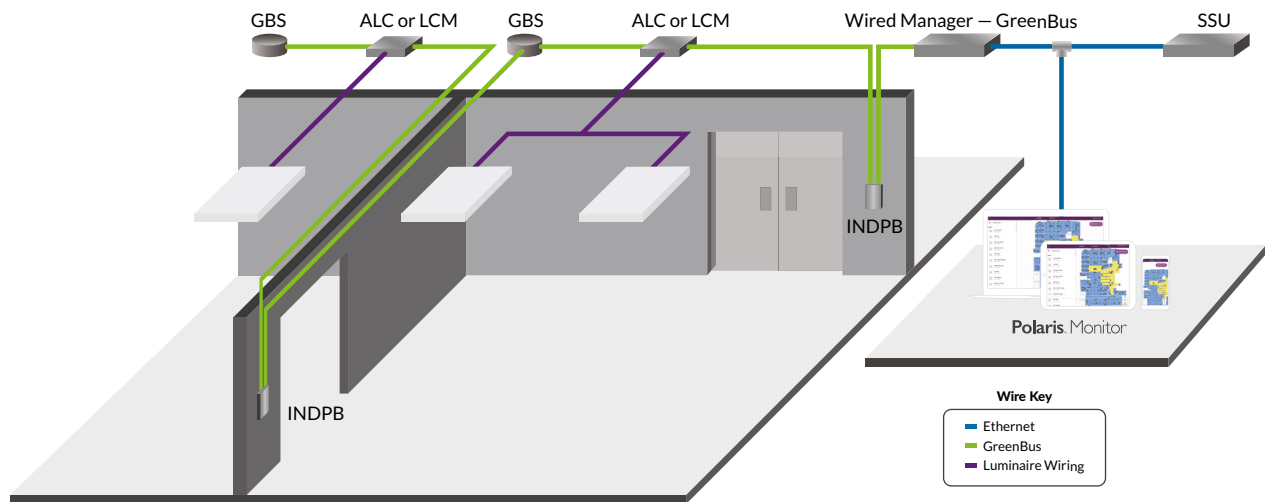 GBS
ALC or LCM
GBS
ALC or LCM
Wired Manager — GreenBus
SSU
INDPB
Polaris. Monitor
INDPB
Wire Key
Ethernet
GreenBus
Luminaire Wiring